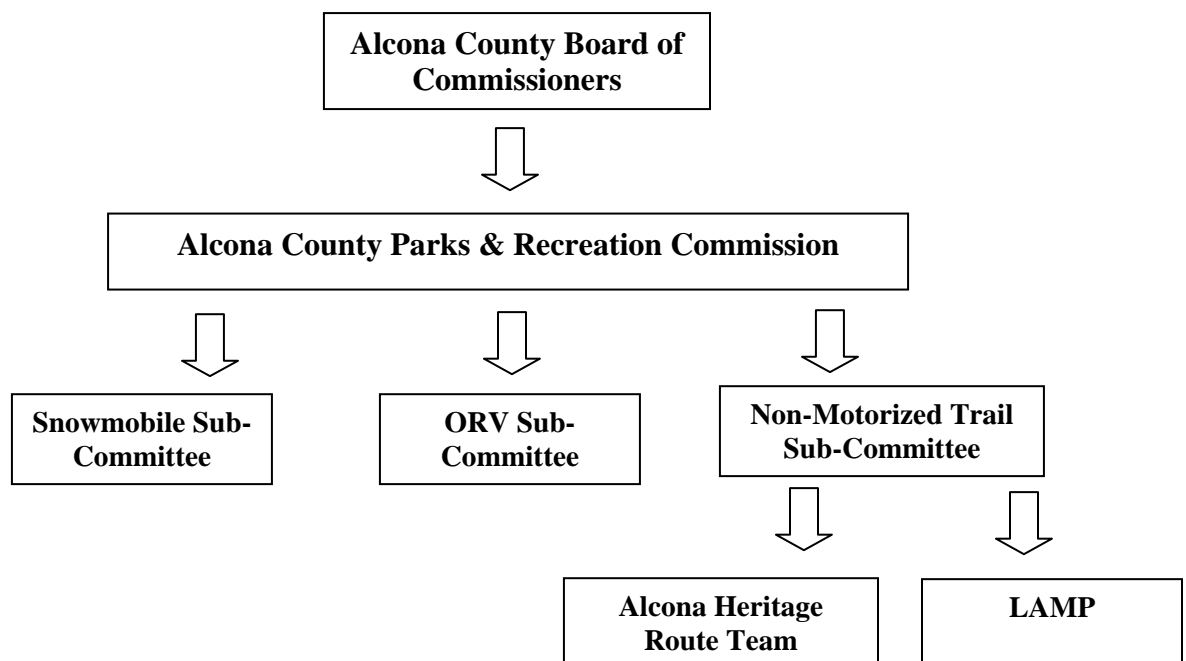 Alcona County Board of
Commissioners
Alcona County Parks & Recreation Commission
Snowmobile Sub-
Committee
ORV Sub-
Committee
Non-Motorized Trail
Sub-Committee
Alcona Heritage
Route Team
LAMP